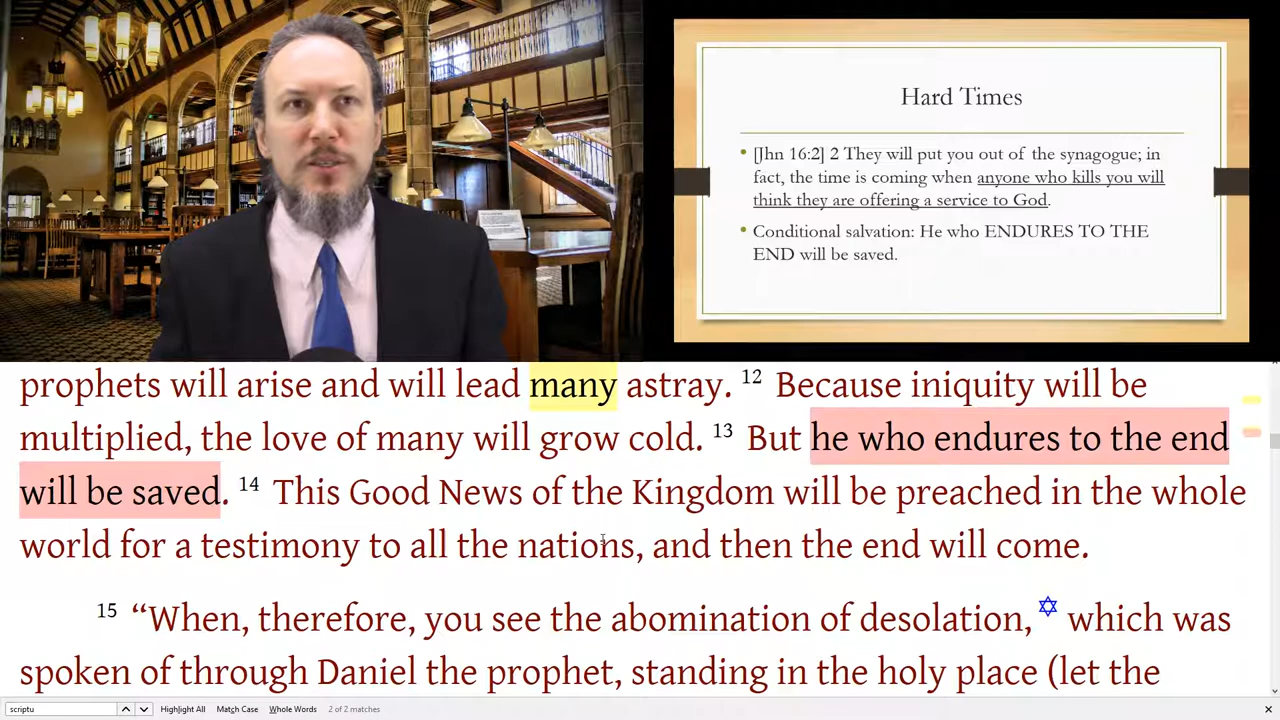 Hard Times
• [Jhn 16:2] 2 They will put you out of the synagogue; in
fact, the time is coming when anyone who kills you will
think they are offering a service to God.
• Conditional salvation: He who ENDURES TO THE
END will be saved.
prophets will arise and will lead many astray. 12 Because iniquity will be
multiplied, the love of many will grow cold. 13 But he who endures to the end
will be saved. 14 This Good News of the Kingdom will be preached in the whole
world for a testimony to all the nations, and then the end will come.
15 “When, therefore, you see the abomination of desolation,✡ which was
spoken of through Daniel the prophet, standing in the holy place (let the
scriptu Highlight All Match Case Whole Words 2 of 2 matches